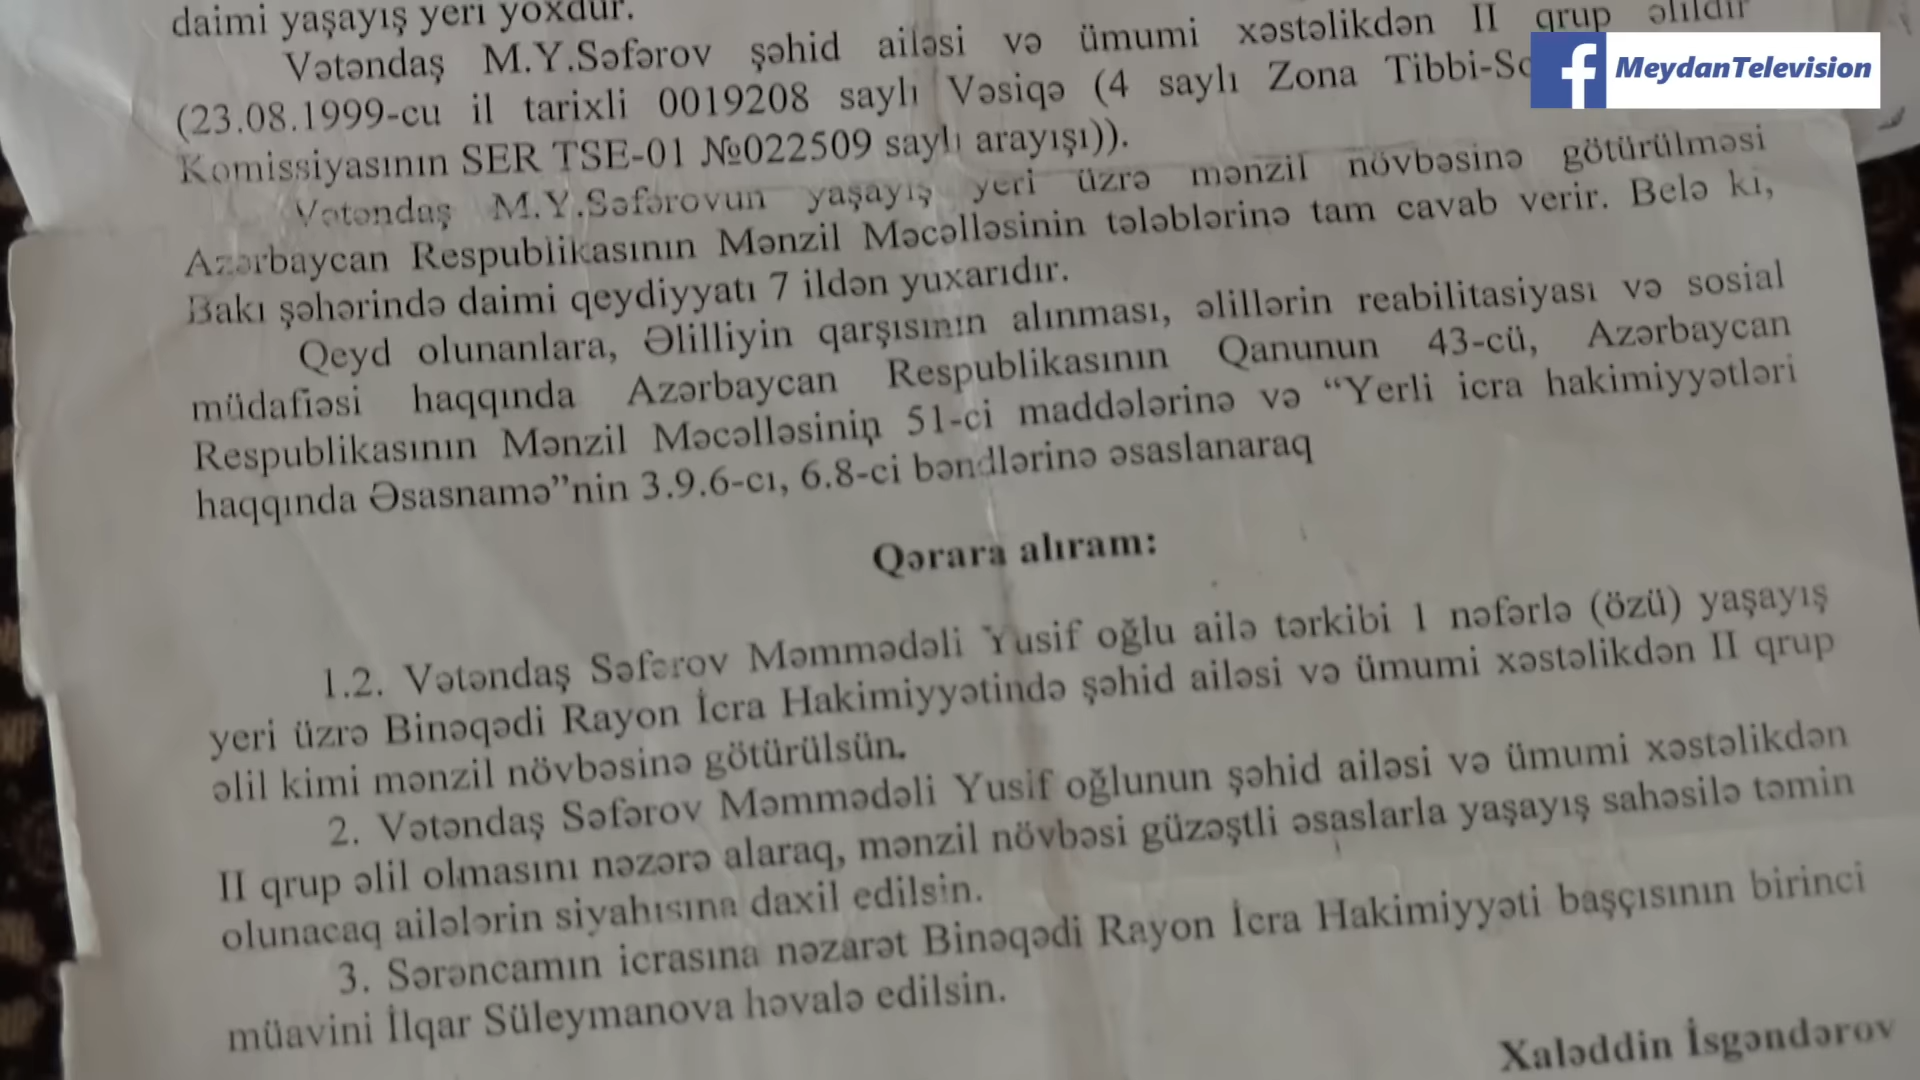 daimi yaşayış yeri yoxdur.
Vətəndaş M.Y.Səfərov şəhid ailəsi və ümumi xəstəlikdən II qrup əlildir
MeydanTelevision
(23.08.1999-cu il tarixli 0019208 saylı Vəsiqə (4 saylı Zona Tibbi-So
Komissiyasının SER TSE-01 №022509 saylı arayışı)).
Vətəndaş M.Y.Səfərovun yaşayış yeri üzrə mənzil növbəsinə götürülməsi
Azərbaycan Respublikasının Mənzil Məcəlləsinin tələblərinə tam cavab verir. Belə ki,
Bakı şəhərində daimi qeydiyyatı 7 ildən yuxarıdır.
Qeyd olunanlara, Əlilliyin qarşısının alınması, əlillərin reabilitasiyası və sosial
müdafiəsi haqqında Azərbaycan Respublikasının Qanunun 43-cü, Azərbaycan
Respublikasının Mənzil Məcəlləsinin 51-ci maddələrinə və “Yerli icra hakimiyyətləri
haqqında Əsasnamə”nin 3.9.6-cı, 6.8-ci bəndlərinə əsaslanaraq
Qərara alıram:
1.2. Vətəndaş Səfərov Məmmədəli Yusif oğlu ailə tərkibi 1 nəfərlə (özü) yaşayış
yeri üzrə Binəqədi Rayon İcra Hakimiyyətində şəhid ailəsi və ümumi xəstəlikdən II qrup
əlil kimi mənzil növbəsinə götürülsün.
2. Vətəndaş Səfərov Məmmədəli Yusif oğlunun şəhid ailəsi və ümumi xəstəlikdən
II qrup əlil olmasını nəzərə alaraq, mənzil növbəsi güzəştli əsaslarla yaşayış sahəsilə təmin
olunacaq ailələrin siyahısına daxil edilsin.
3. Sərəncamın icrasına nəzarət Binəqədi Rayon İcra Hakimiyyəti başçısının birinci
müavini İlqar Süleymanova həvalə edilsin.
Xaləddin İsgəndərov